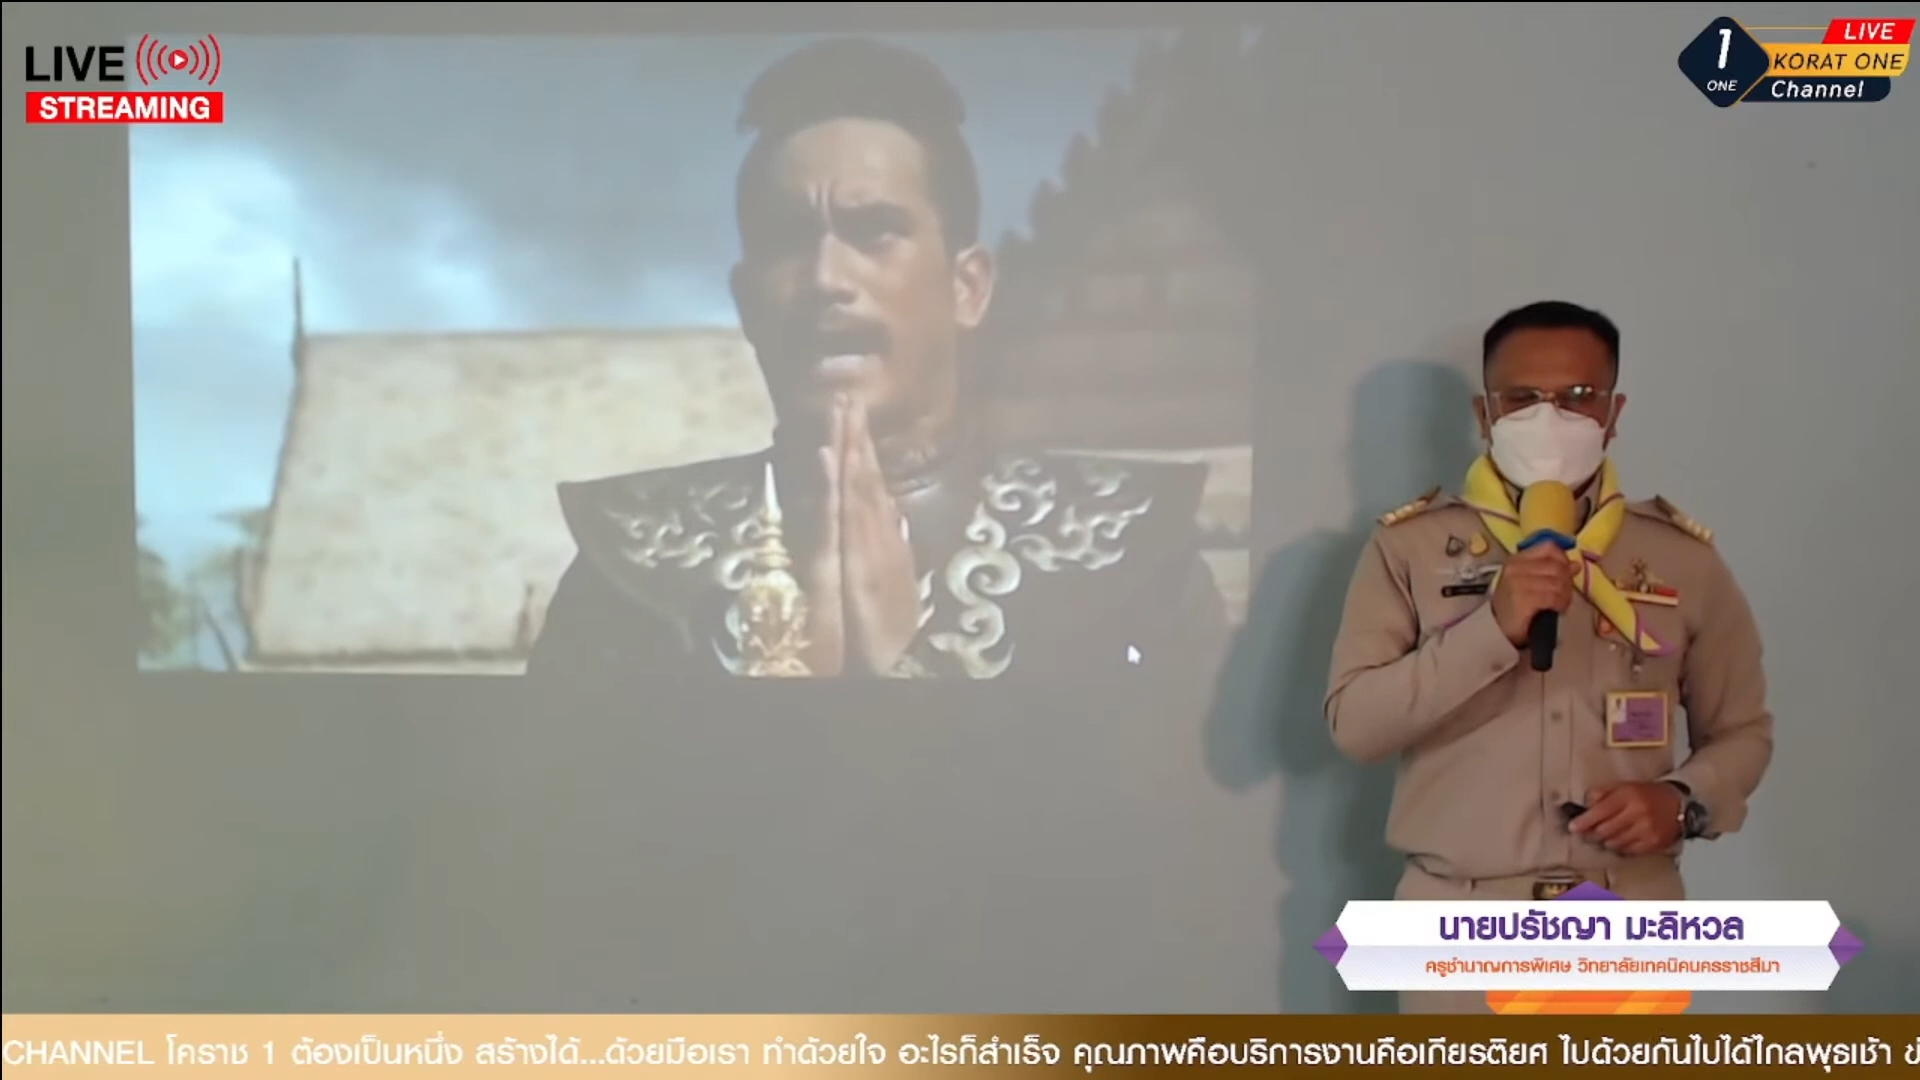 LIVE
STREAMING
1
ONE
LIVE
KORAT ONE
Channel
นายปรัชญา มะลิหวล
ครูชำนาญการพิเศษ วิทยาลัยเทคนิคนครราชสีมา
CHANNEL โคราช 1 ต้องเป็นหนึ่ง สร้างได้...ด้วยมือเรา ทำด้วยใจ อะไรก็สำเร็จ คุณภาพคือบริการงานคือเกียรติยศ ไปด้วยกันไปได้ไกลพุธเช้า